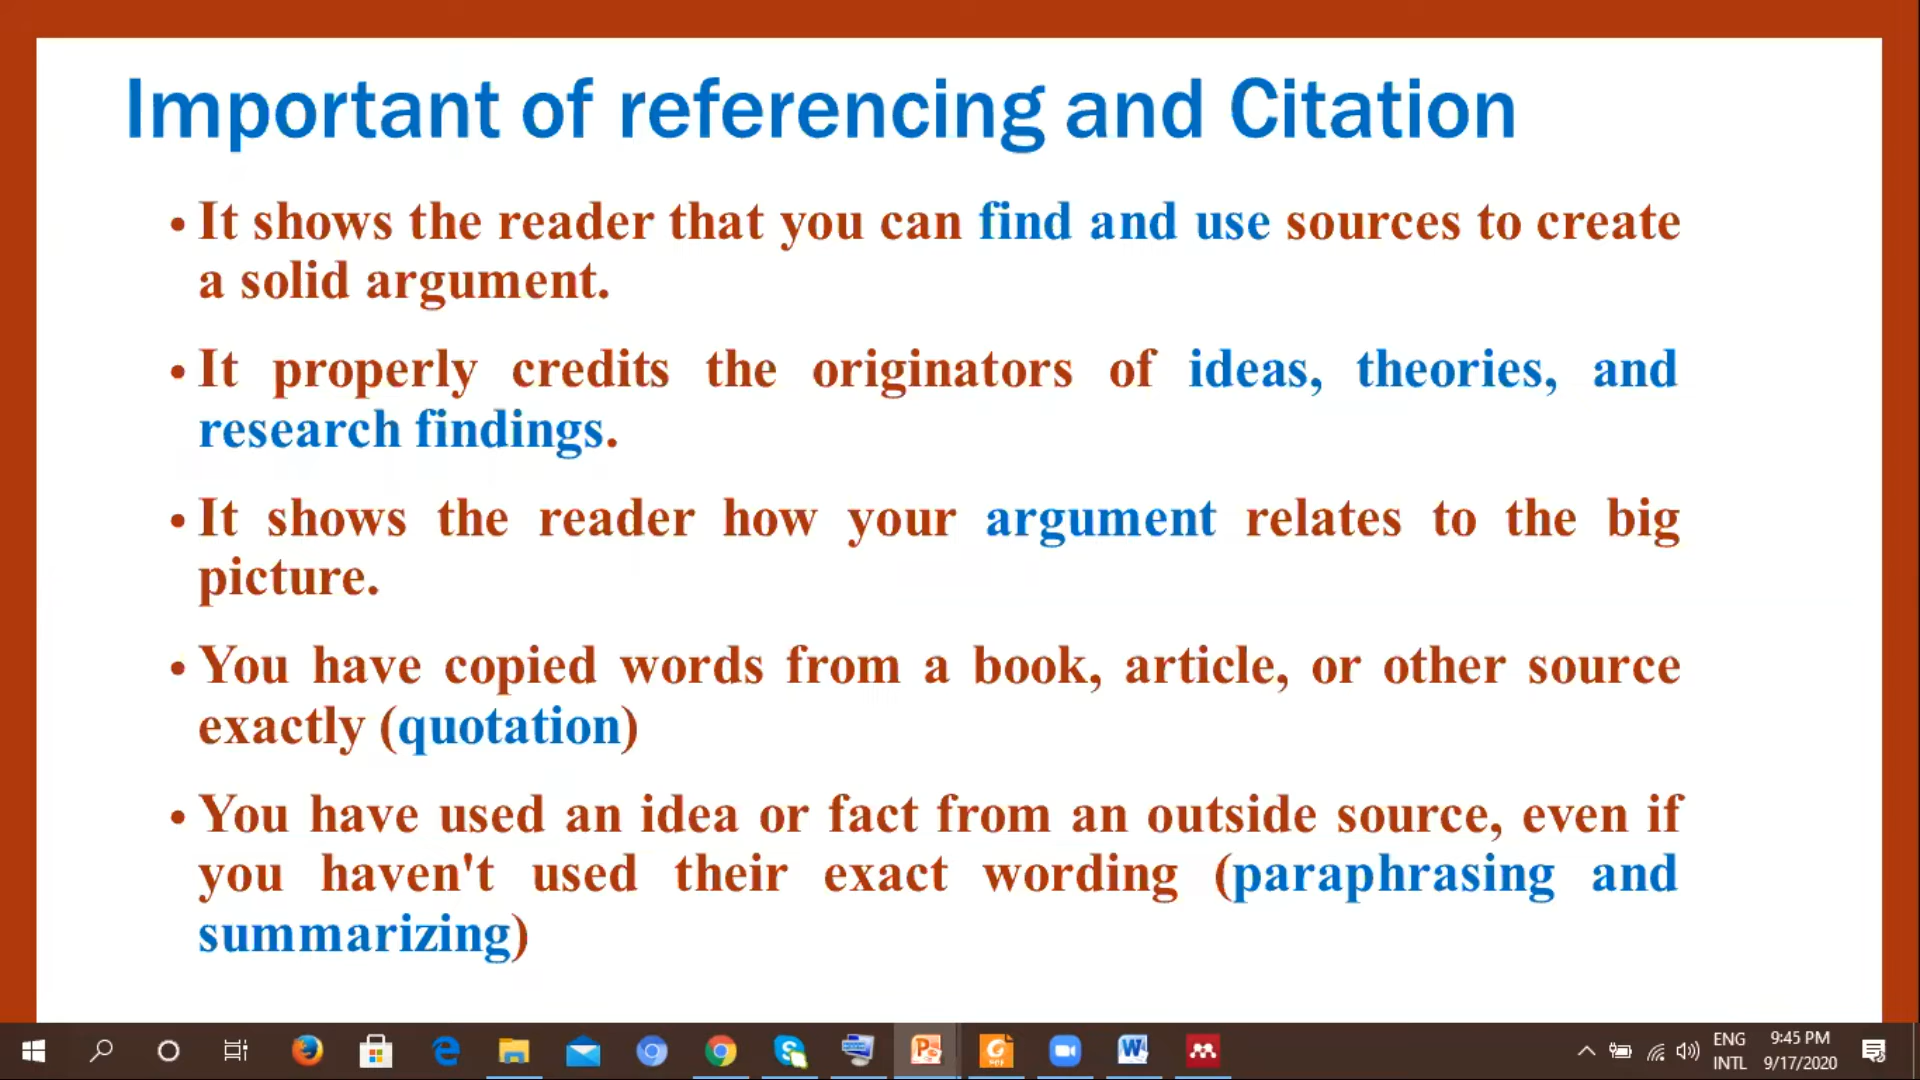 Important of referencing and Citation
• It shows the reader that you can find and use sources to create
a solid argument.
• It properly credits the originators of ideas, theories, and
research findings.
• It shows the reader how your argument relates to the big
picture.
• You have copied words from a book, article, or other source
exactly (quotation)
• You have used an idea or fact from an outside source, even if
you haven't used their exact wording (paraphrasing and
summarizing)
ENG
INTL
9:45 PM
9/17/2020